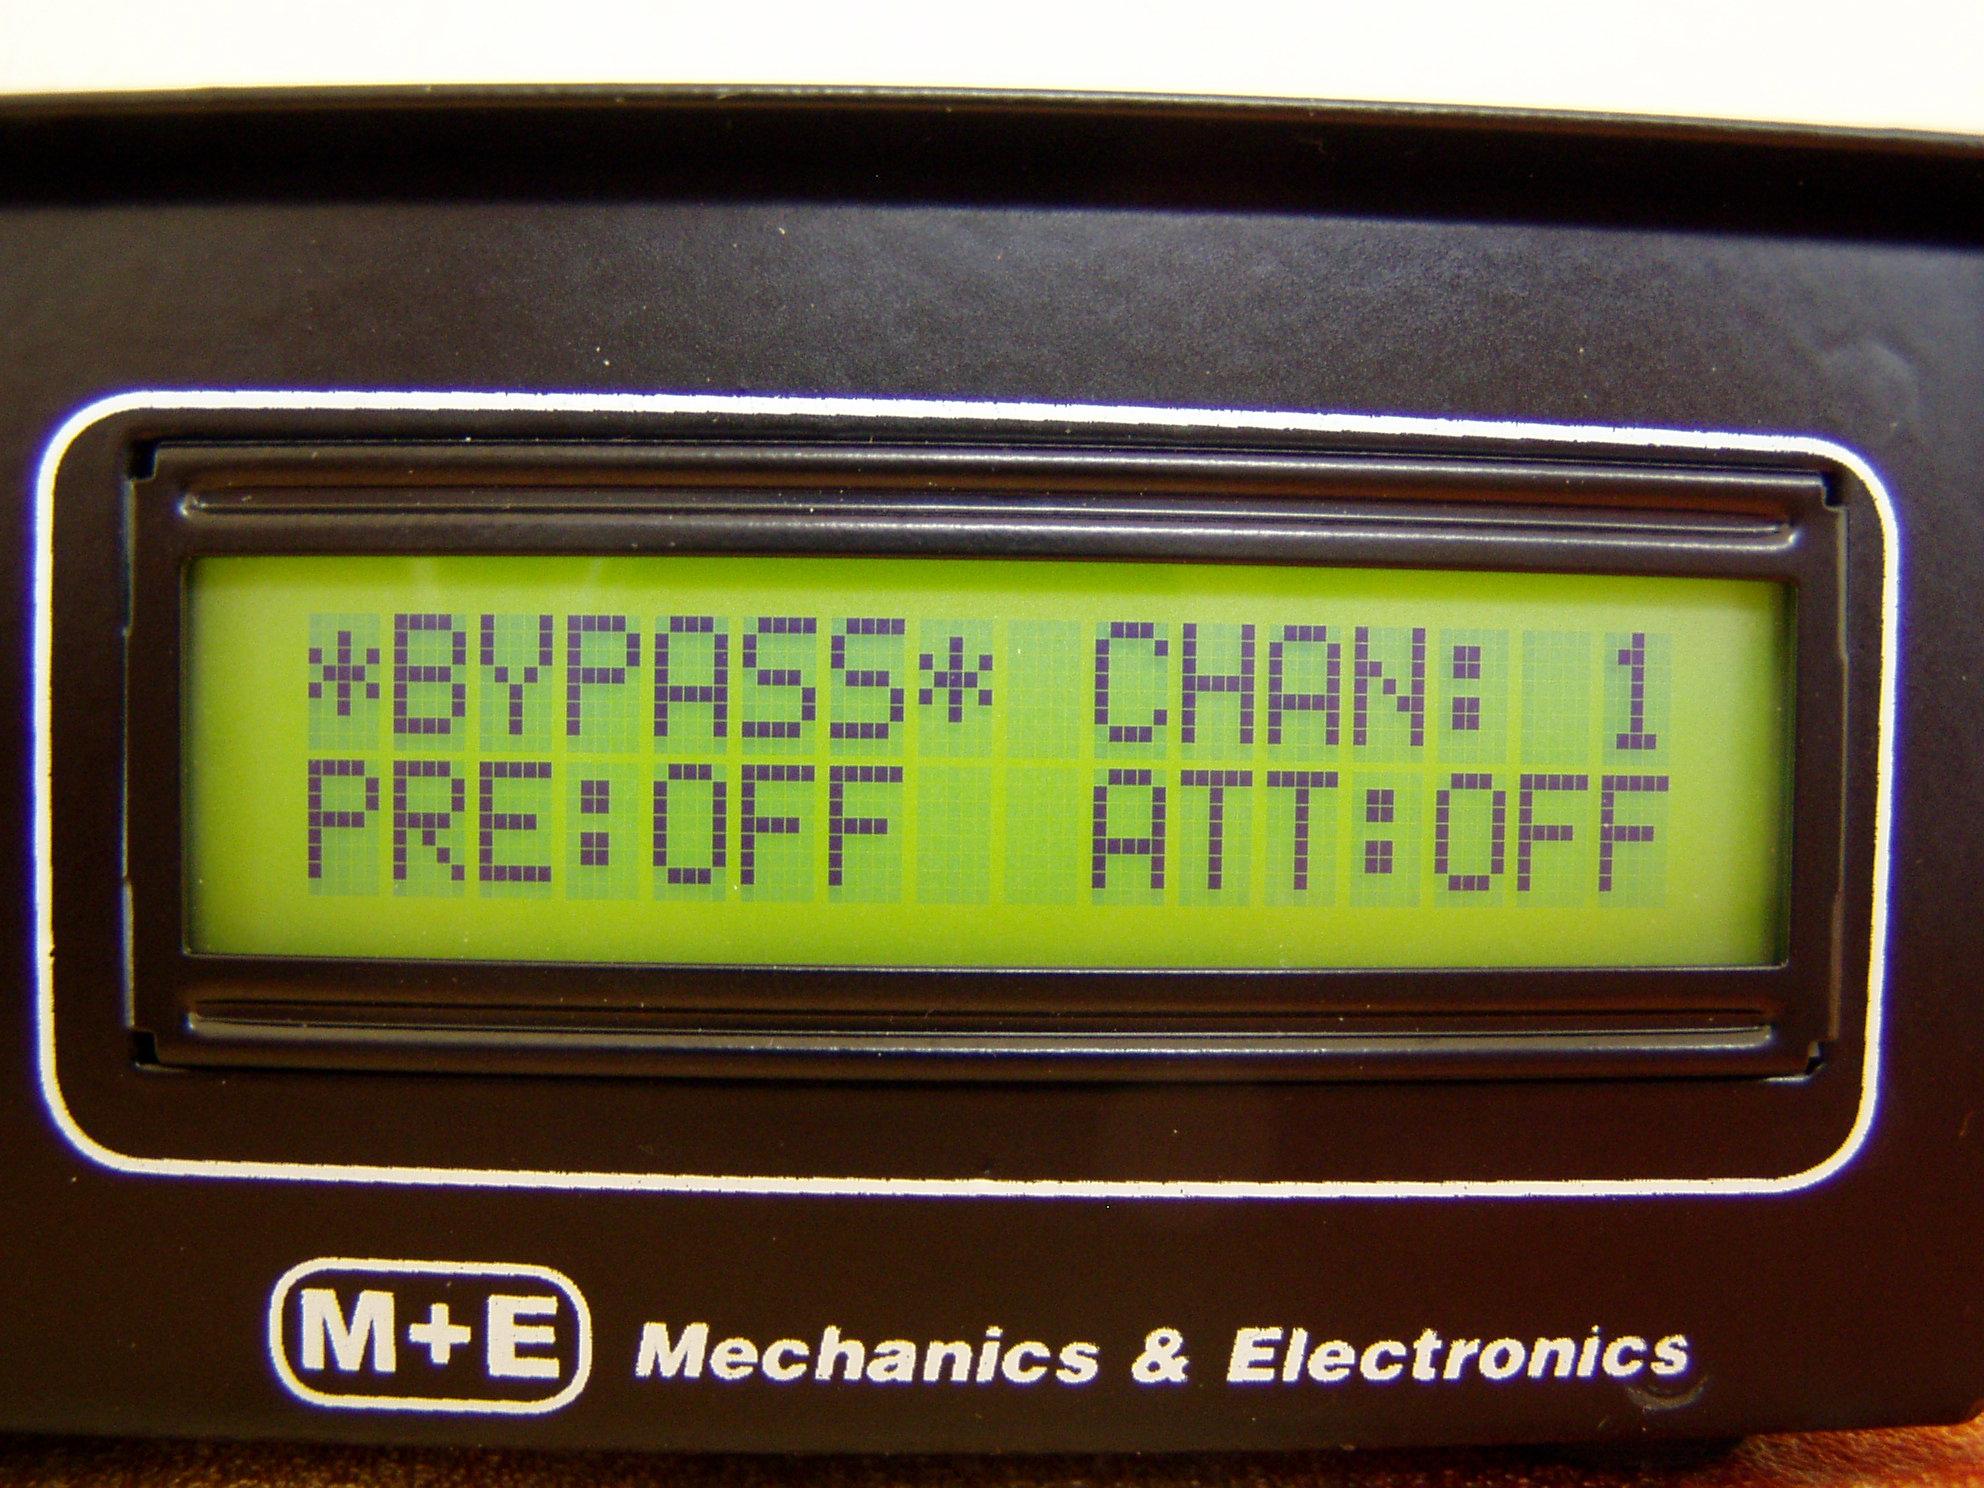 *BYPASS* CHAN: 1
PRE:OFF ATT:OFF
M+E Mechanics & Electronics